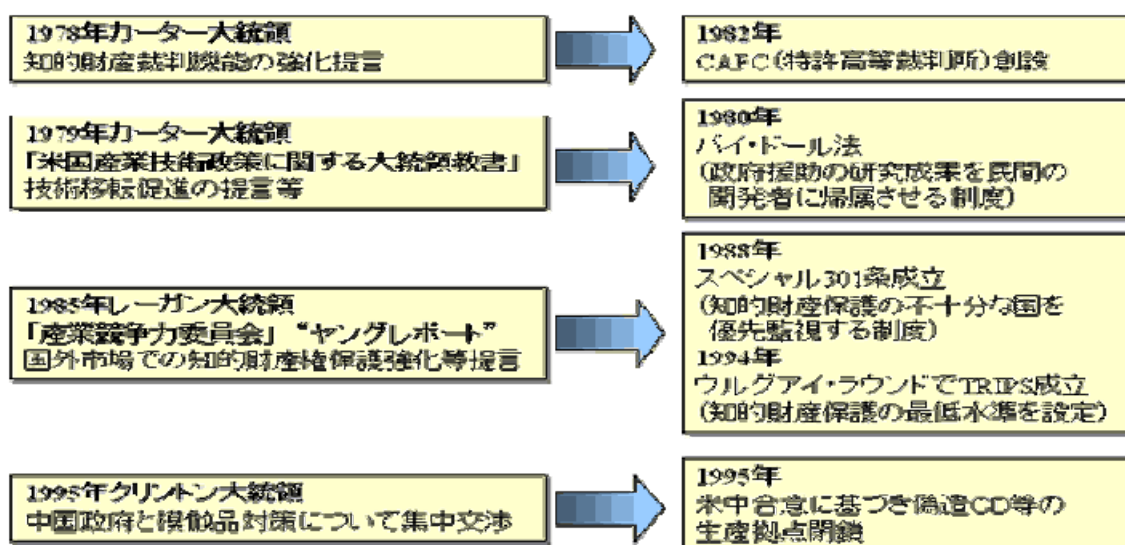 1978年カーター大統領
知的財産裁判機能の強化提言
1982年
CAFC(特許高等裁判所)創設
1979年カーター大統領
「米国産業技術政策に関する大統領教書」
技術移転促進の提言等
1980年
バイ・ドール法
(政府援助の研究成果を民間の
開発者に帰属させる制度)
1985年レーガン大統領
「産業競争力委員会」“ヤングレポート”
国外市場での知的財産権保護強化等提言
1988年
スペシャル301条成立
(知的財産保護の不十分な国を
優先監視する制度)
1994年
ウルグアイ・ラウンドでTRIPS成立
(知的財産保護の最低水準を設定)
1995年クリントン大統領
中国政府と模倣品対策について集中交渉
1995年
米中合意に基づき偽造CD等の
生産拠点閉鎖